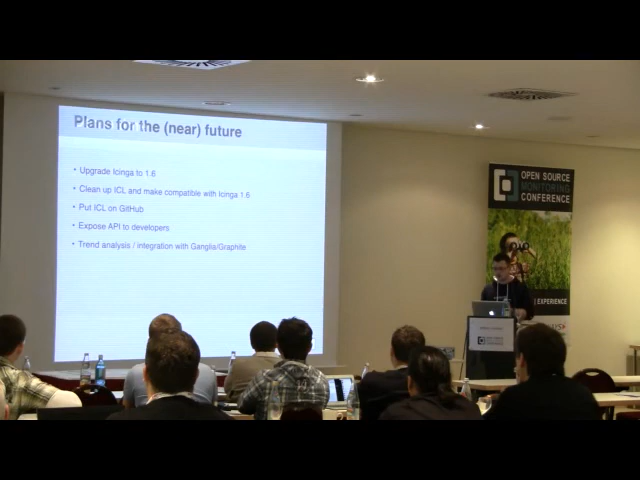 Plans for the (near) future
• Upgrade Icinga to 1.6
• Clean up ICL and make compatible with Icinga 1.6
• Put ICL on GitHub
• Expose API to developers
• Trend analysis / integration with Ganglia/Graphite
OPEN SOURCE
MONITORING
CONFERENCE
| EXPERIENCE